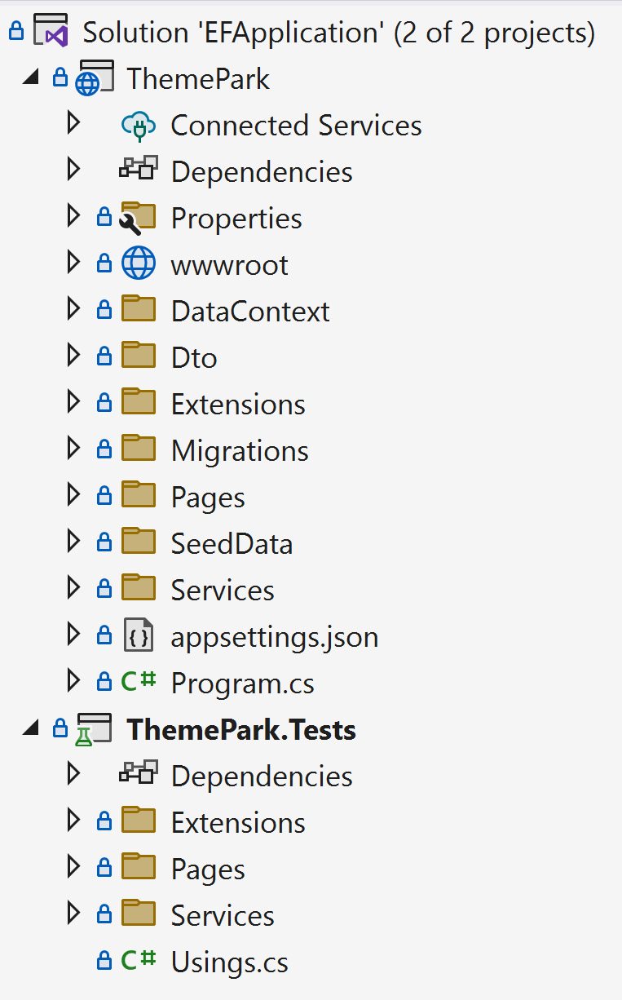 Solution 'EFApplication' (2 of 2 projects)
ThemePark
Connected Services
Dependencies
Properties
wwwroot
DataContext
Dto
Extensions
Migrations
Pages
SeedData
Services
appsettings.json
C# Program.cs
ThemePark.Tests
Dependencies
Extensions
Pages
Services
C# Usings.cs